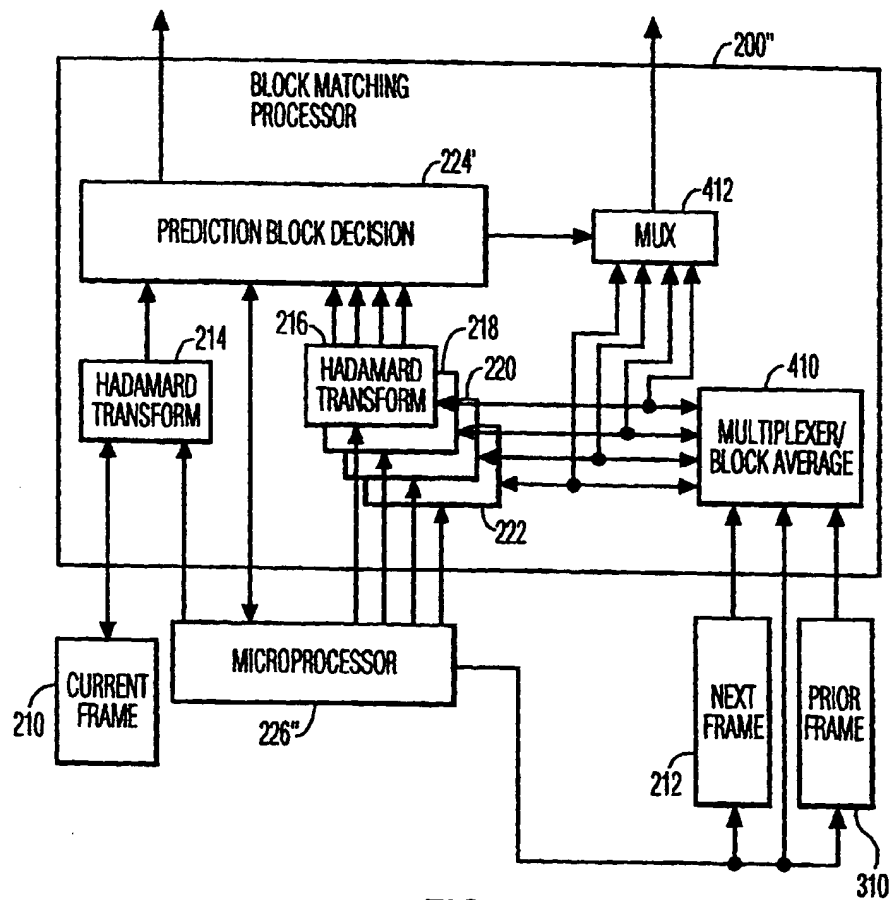 200"
BLOCK MATCHING
PROCESSOR
224'
PREDICTION BLOCK DECISION
412
MUX
214
HADAMARD
TRANSFORM
216
HADAMARD
TRANSFORM
218
220
222
410
MULTIPLEXER/
BLOCK AVERAGE
CURRENT
FRAME
210
MICROPROCESSOR
226"
NEXT
FRAME
212
PRIOR
FRAME
310